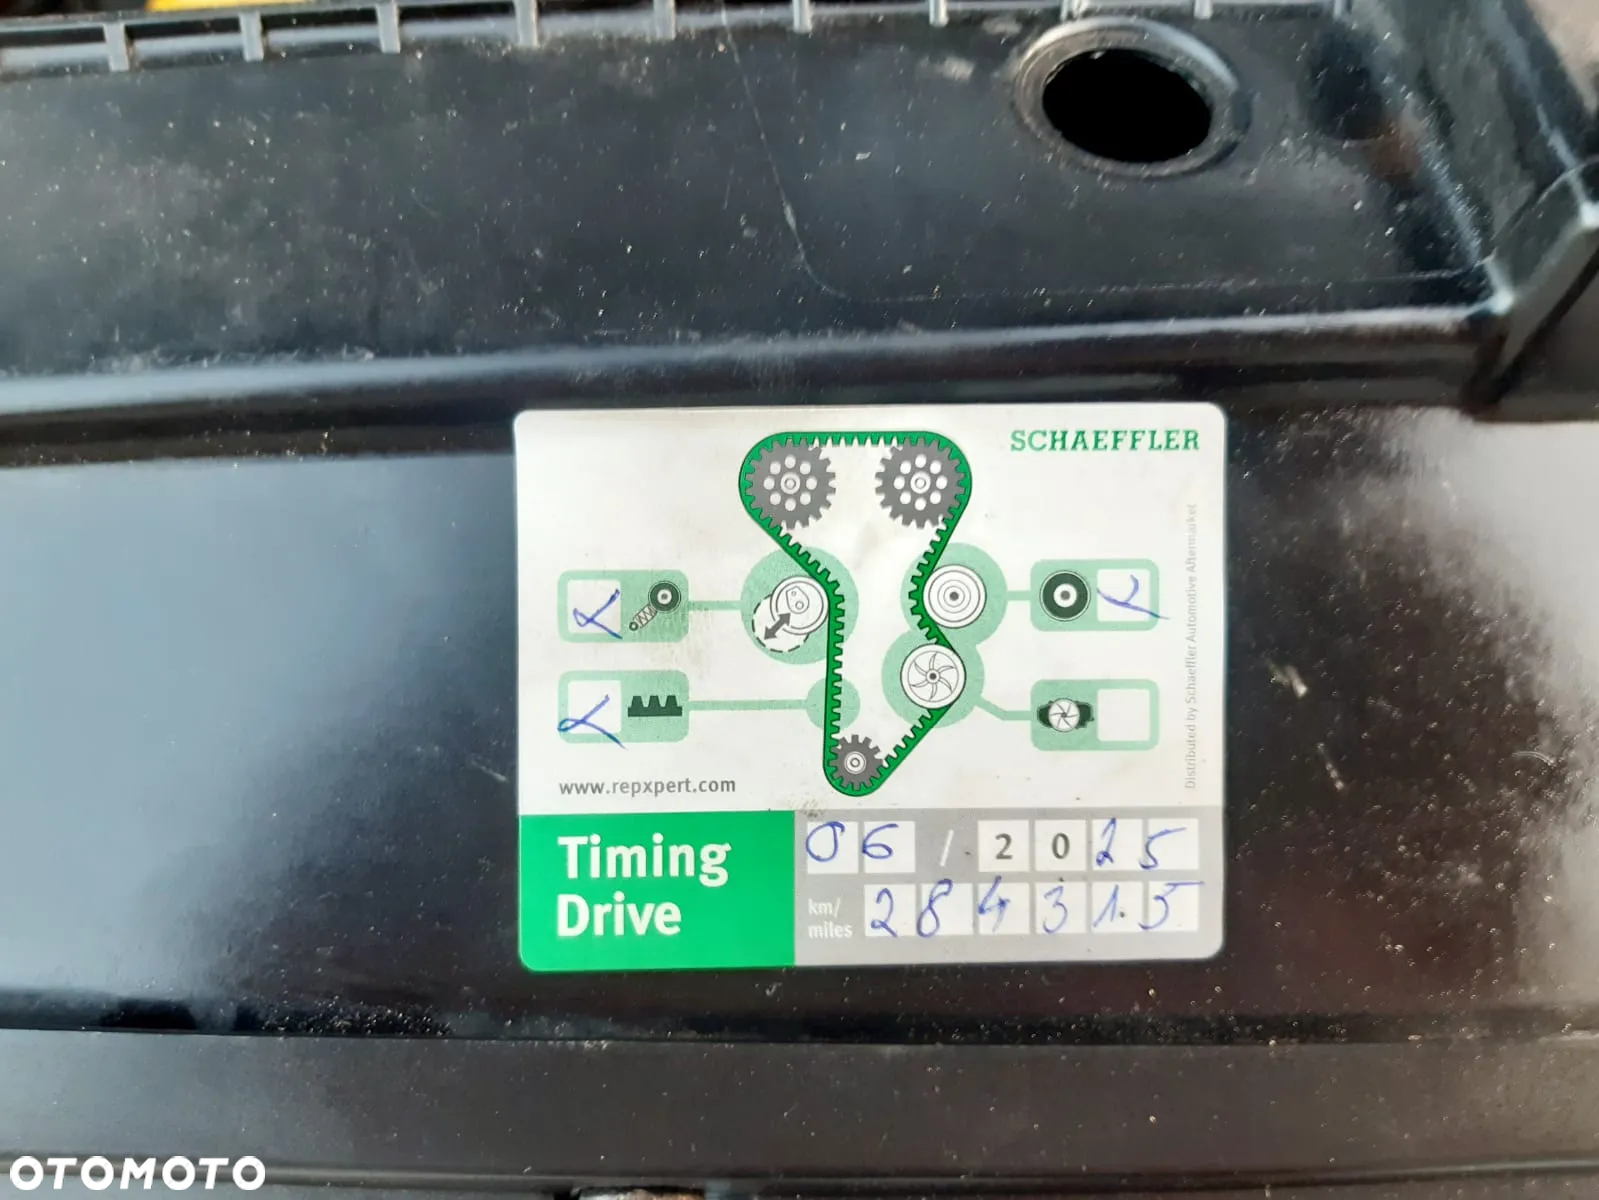 SCHAEFFLER
Distributed by Schaeffler Automotive Aftermarket
www.repxpert.com
Timing
Drive
06 / 2025
km/
miles
284315
OTOMOTO